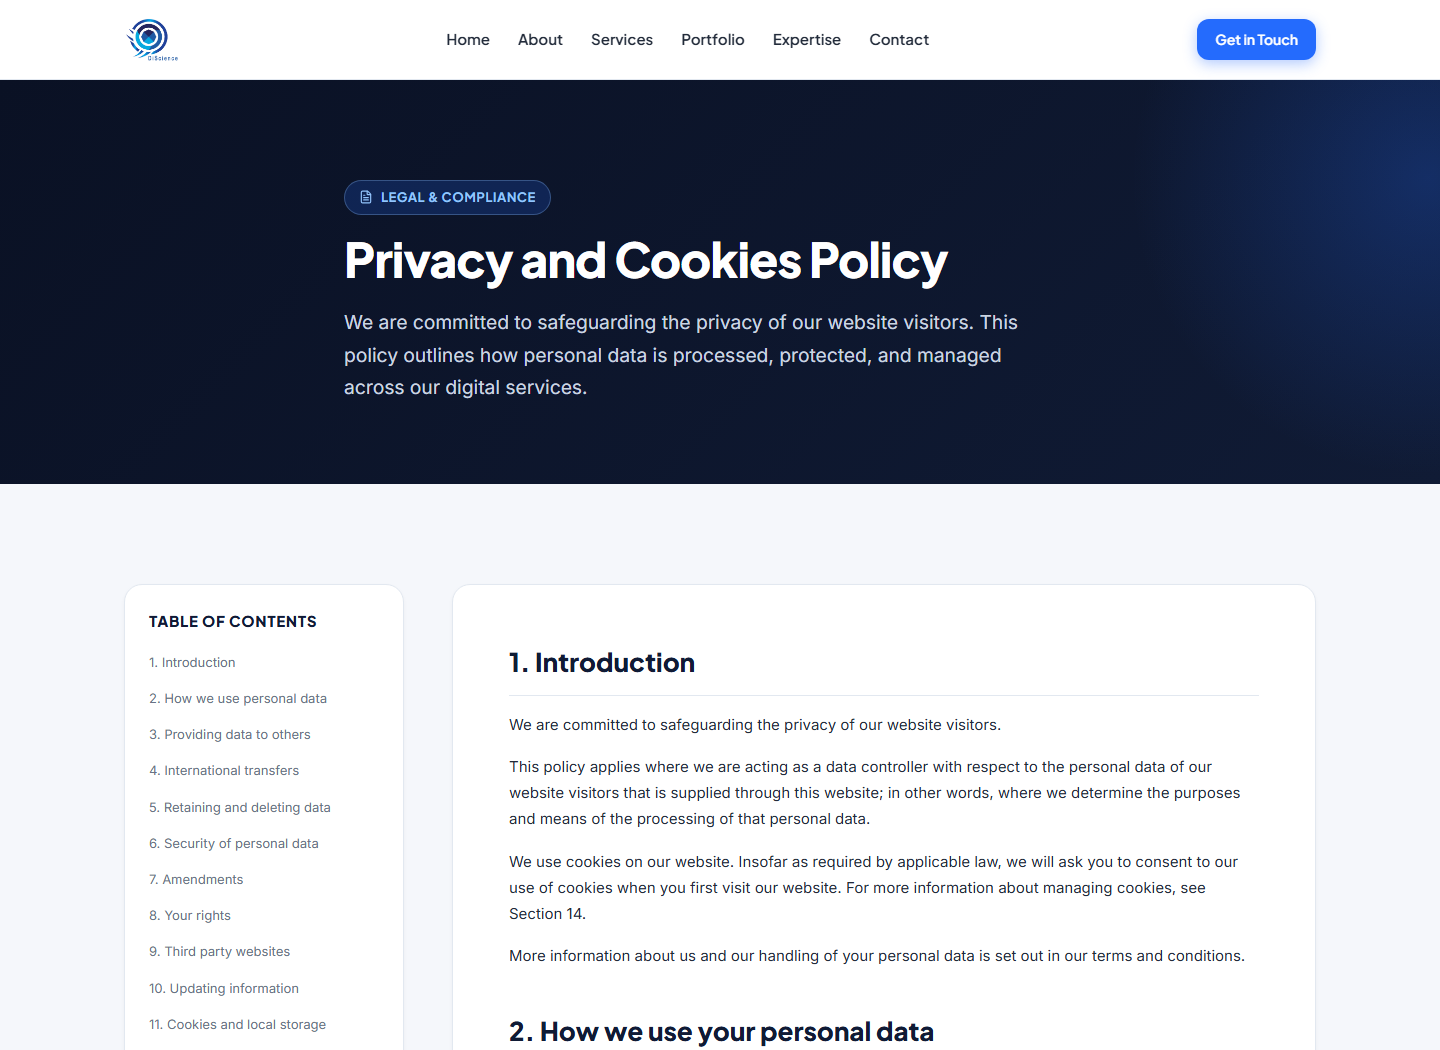 DiScience
Home About Services Portfolio Expertise Contact
Get in Touch
LEGAL & COMPLIANCE
Privacy and Cookies Policy
We are committed to safeguarding the privacy of our website visitors. This
policy outlines how personal data is processed, protected, and managed
across our digital services.
TABLE OF CONTENTS
1. Introduction
2. How we use personal data
3. Providing data to others
4. International transfers
5. Retaining and deleting data
6. Security of personal data
7. Amendments
8. Your rights
9. Third party websites
10. Updating information
11. Cookies and local storage
1. Introduction
We are committed to safeguarding the privacy of our website visitors.
This policy applies where we are acting as a data controller with respect to the personal data of our
website visitors that is supplied through this website; in other words, where we determine the purposes
and means of the processing of that personal data.
We use cookies on our website. Insofar as required by applicable law, we will ask you to consent to our
use of cookies when you first visit our website. For more information about managing cookies, see
Section 14.
More information about us and our handling of your personal data is set out in our terms and conditions.
2. How we use your personal data